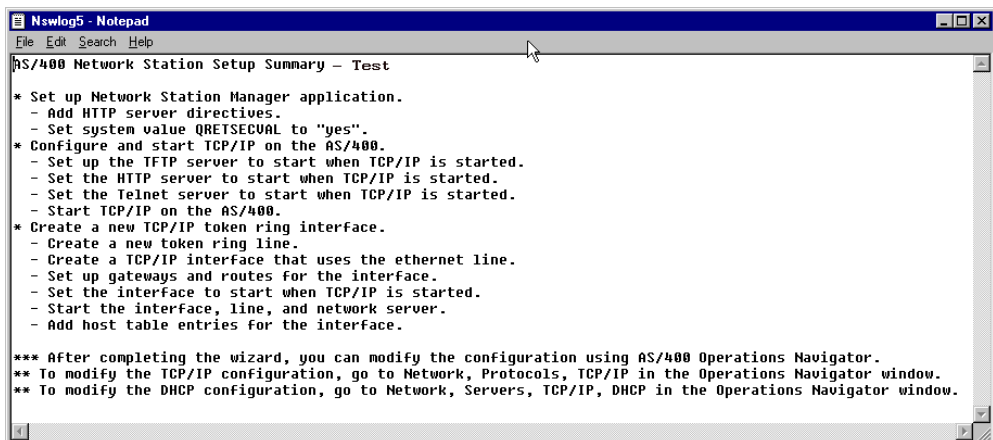 Nswlog5 - Notepad
File Edit Search Help
AS/400 Network Station Setup Summary – Test
* Set up Network Station Manager application.
- Add HTTP server directives.
- Set system value QRETSECVAL to "yes".
* Configure and start TCP/IP on the AS/400.
- Set up the TFTP server to start when TCP/IP is started.
- Set the HTTP server to start when TCP/IP is started.
- Set the Telnet server to start when TCP/IP is started.
- Start TCP/IP on the AS/400.
* Create a new TCP/IP token ring interface.
- Create a new token ring line.
- Create a TCP/IP interface that uses the ethernet line.
- Set up gateways and routes for the interface.
- Set the interface to start when TCP/IP is started.
- Start the interface, line, and network server.
- Add host table entries for the interface.
*** After completing the wizard, you can modify the configuration using AS/400 Operations Navigator.
** To modify the TCP/IP configuration, go to Network, Protocols, TCP/IP in the Operations Navigator window.
** To modify the DHCP configuration, go to Network, Servers, TCP/IP, DHCP in the Operations Navigator window.